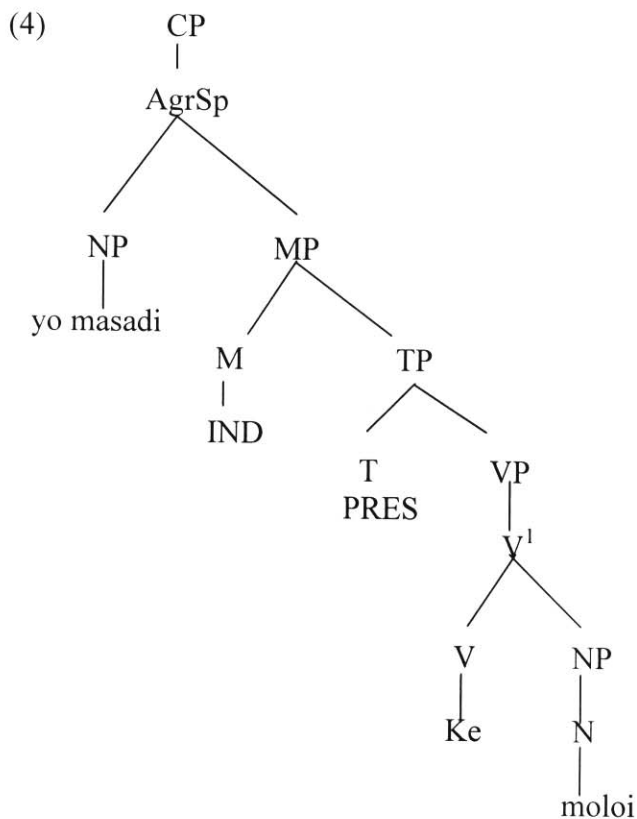 (4)
CP
AgrSp
NP MP
yo masadi
M TP
IND
T VP
PRES
V¹
V NP
Ke N
moloi